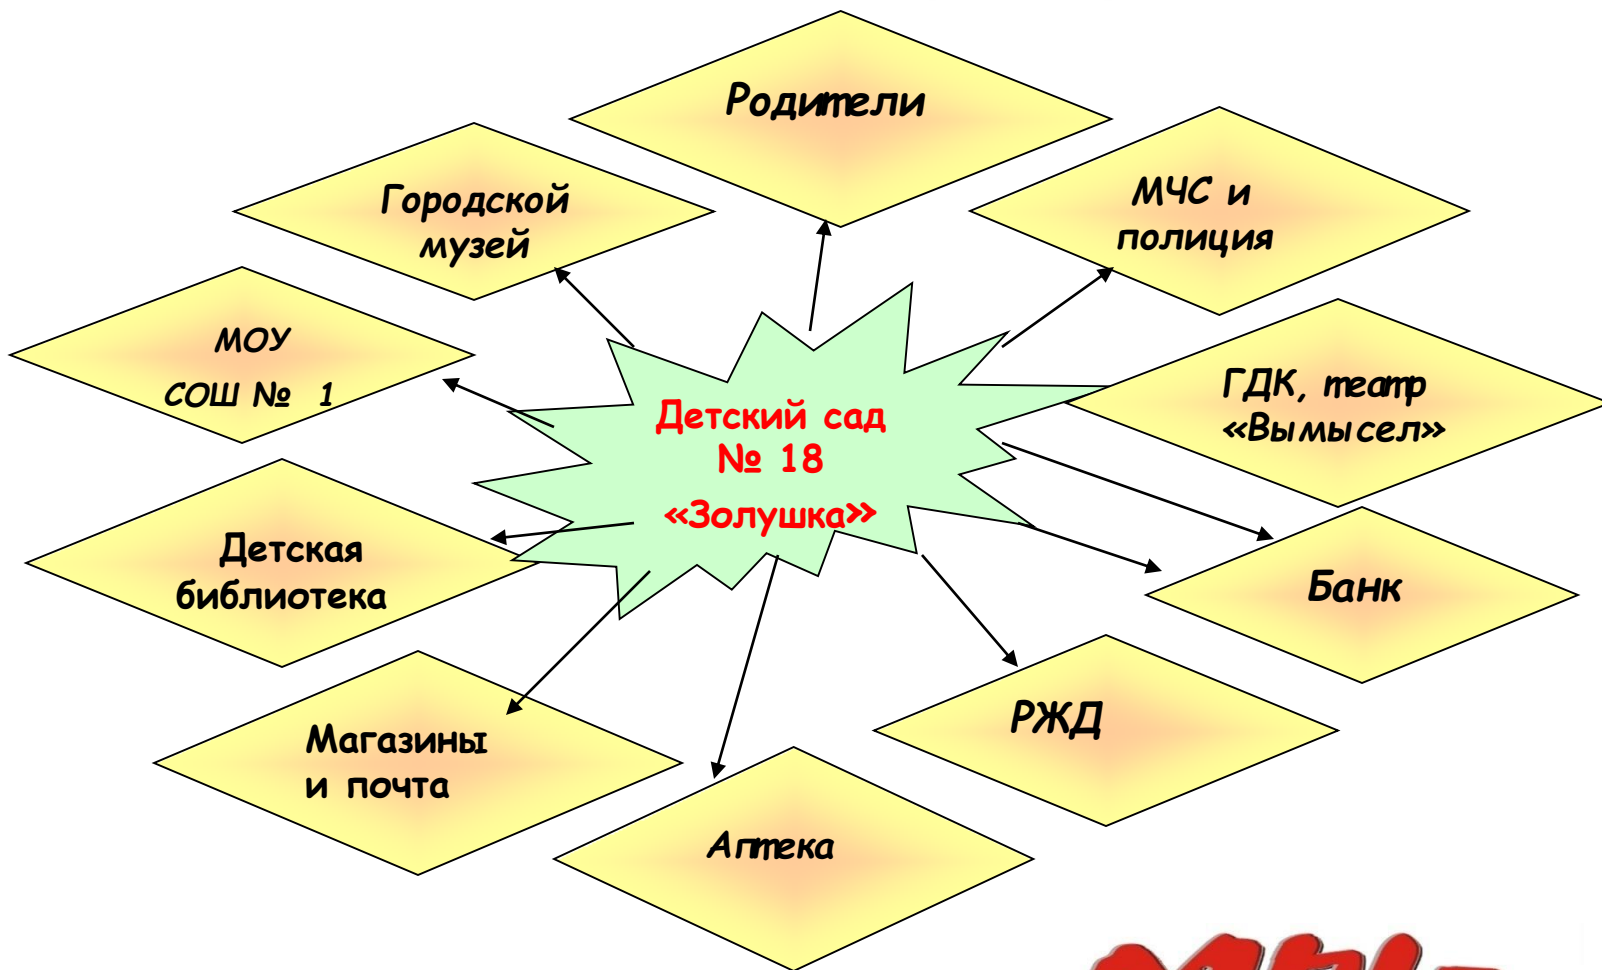 Родители
Городской
музей
МЧС и
полиция
МОУ
СОШ № 1
ГДК, театр
«Вымысел»
Детский сад
№ 18
«Золушка»
Детская
библиотека
Банк
Магазины
и почта
РЖД
Аптека